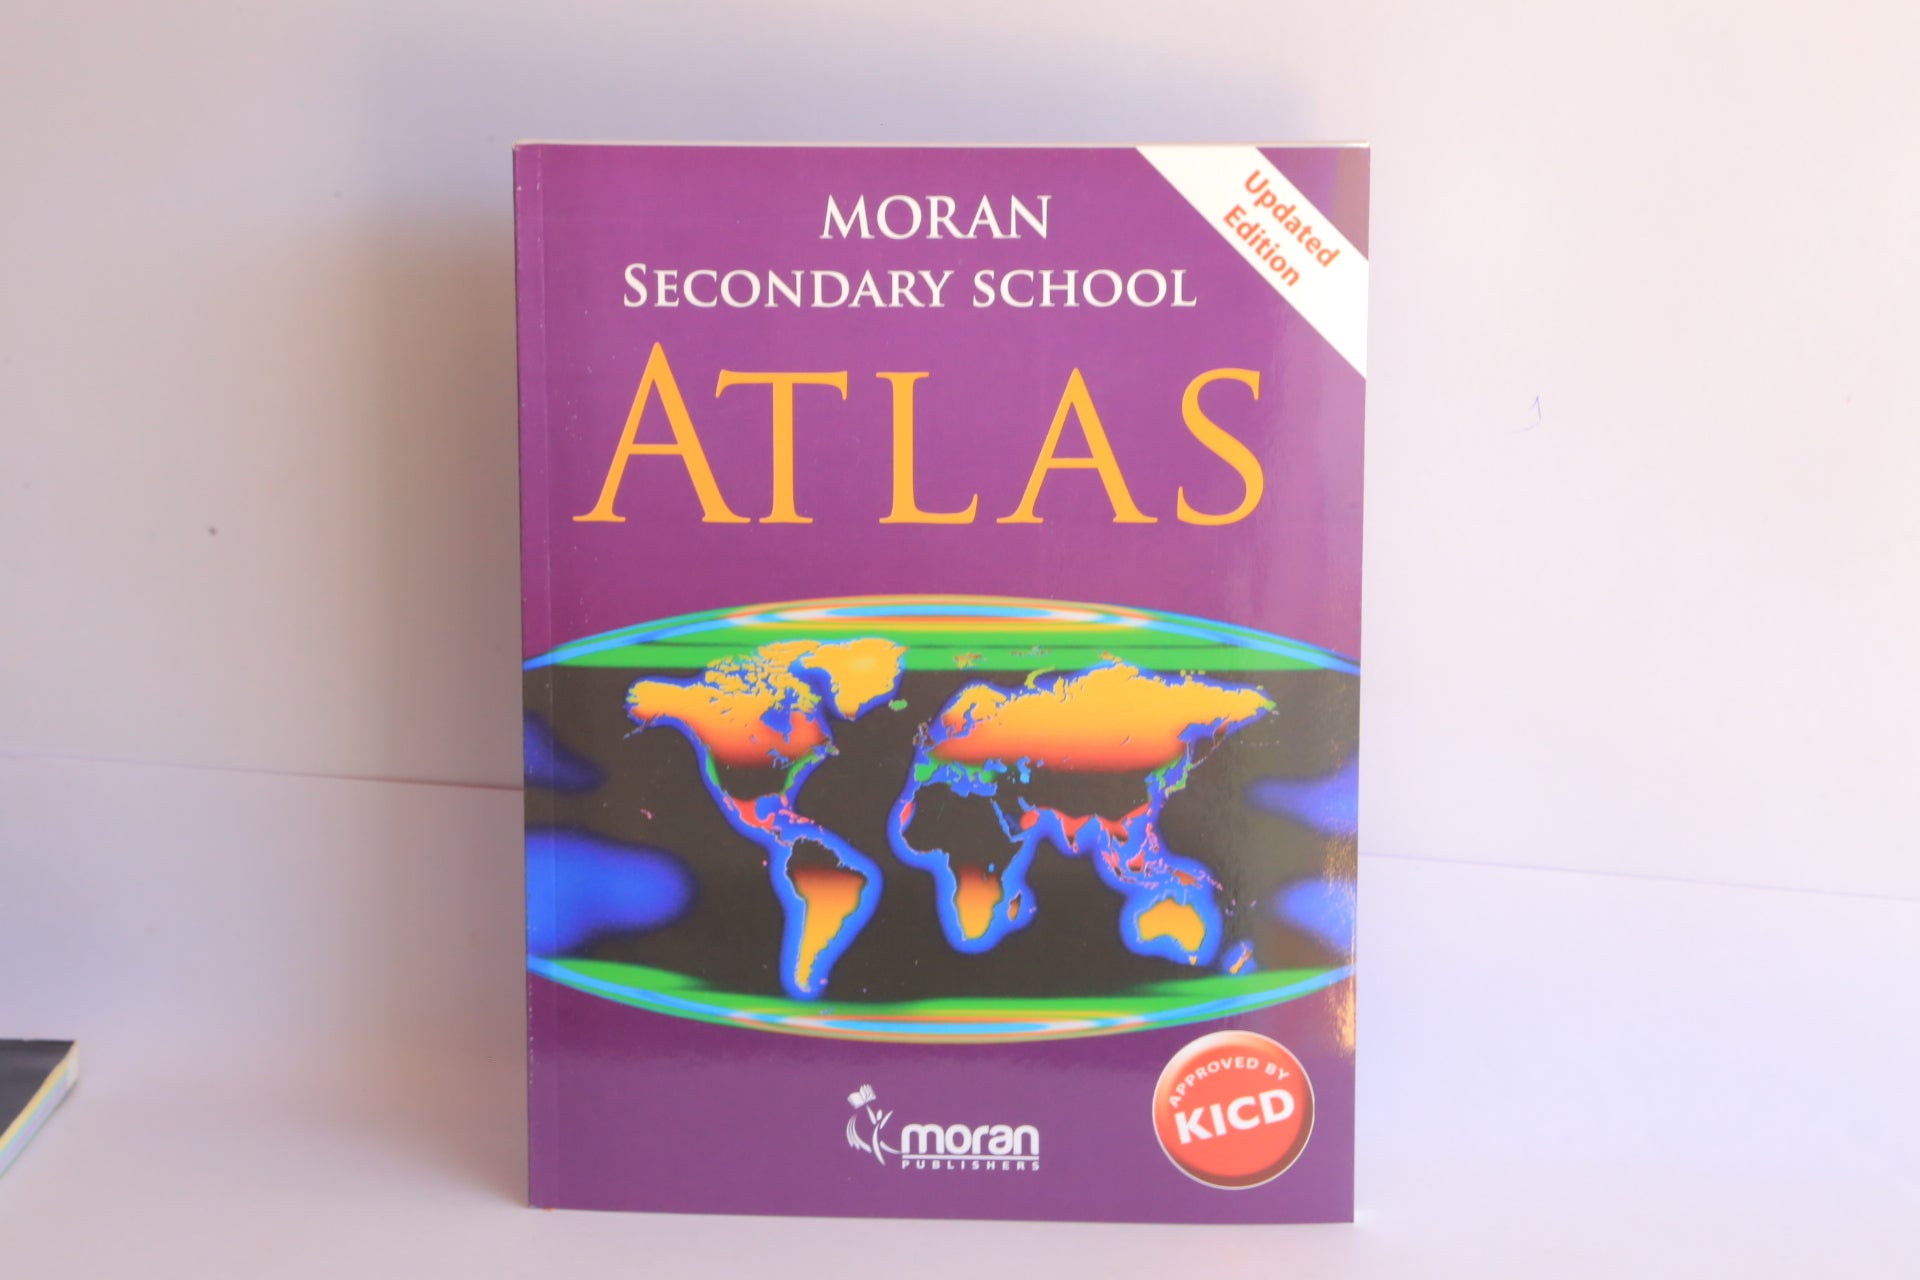 MORAN
SECONDARY SCHOOL
ATLAS
Updated
Edition
APPROVED BY
KICD
moran
PUBLISHERS